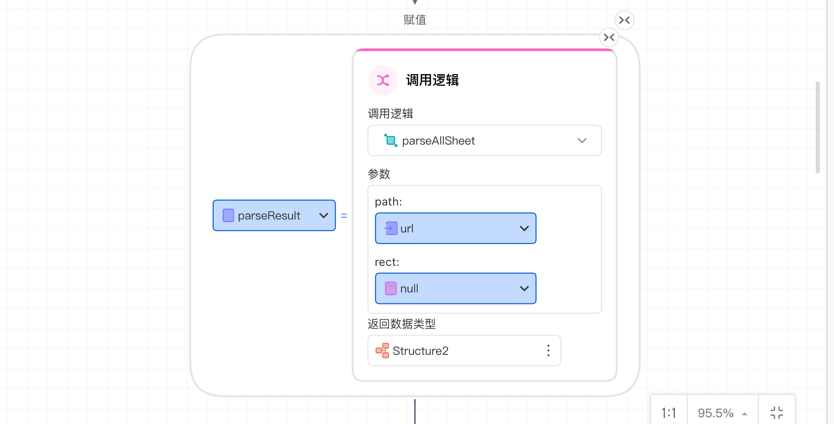 赋值
调用逻辑
调用逻辑
parseAllSheet
参数
path:
parseResult
=
url
rect:
null
返回数据类型
Structure2
1:1
95.5%